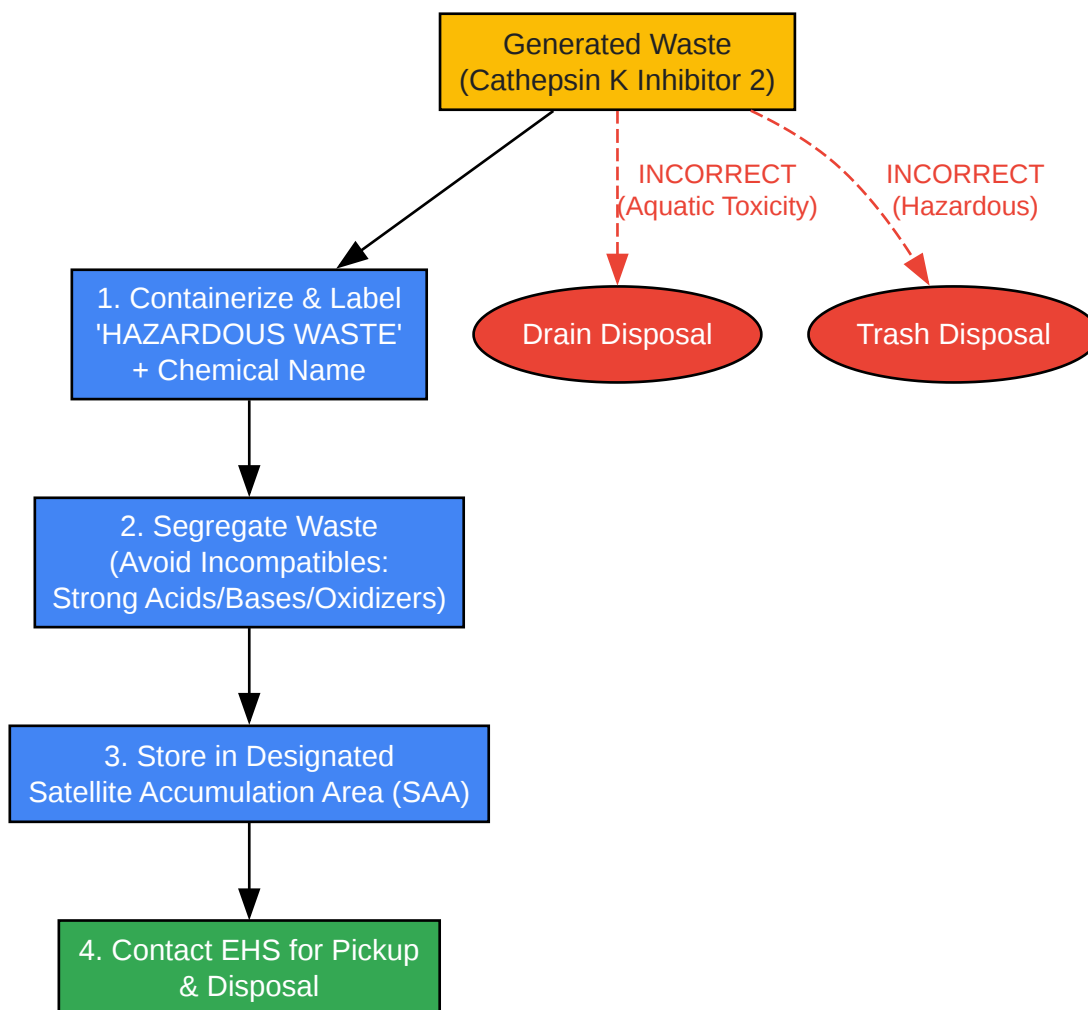 Generated Waste
(Cathepsin K Inhibitor 2)
INCORRECT
(Aquatic Toxicity)
INCORRECT
(Hazardous)
1. Containerize & Label
'HAZARDOUS WASTE'
+ Chemical Name
Drain Disposal
Trash Disposal
2. Segregate Waste
(Avoid Incompatibles:
Strong Acids/Bases/Oxidizers)
3. Store in Designated
Satellite Accumulation Area (SAA)
4. Contact EHS for Pickup
& Disposal